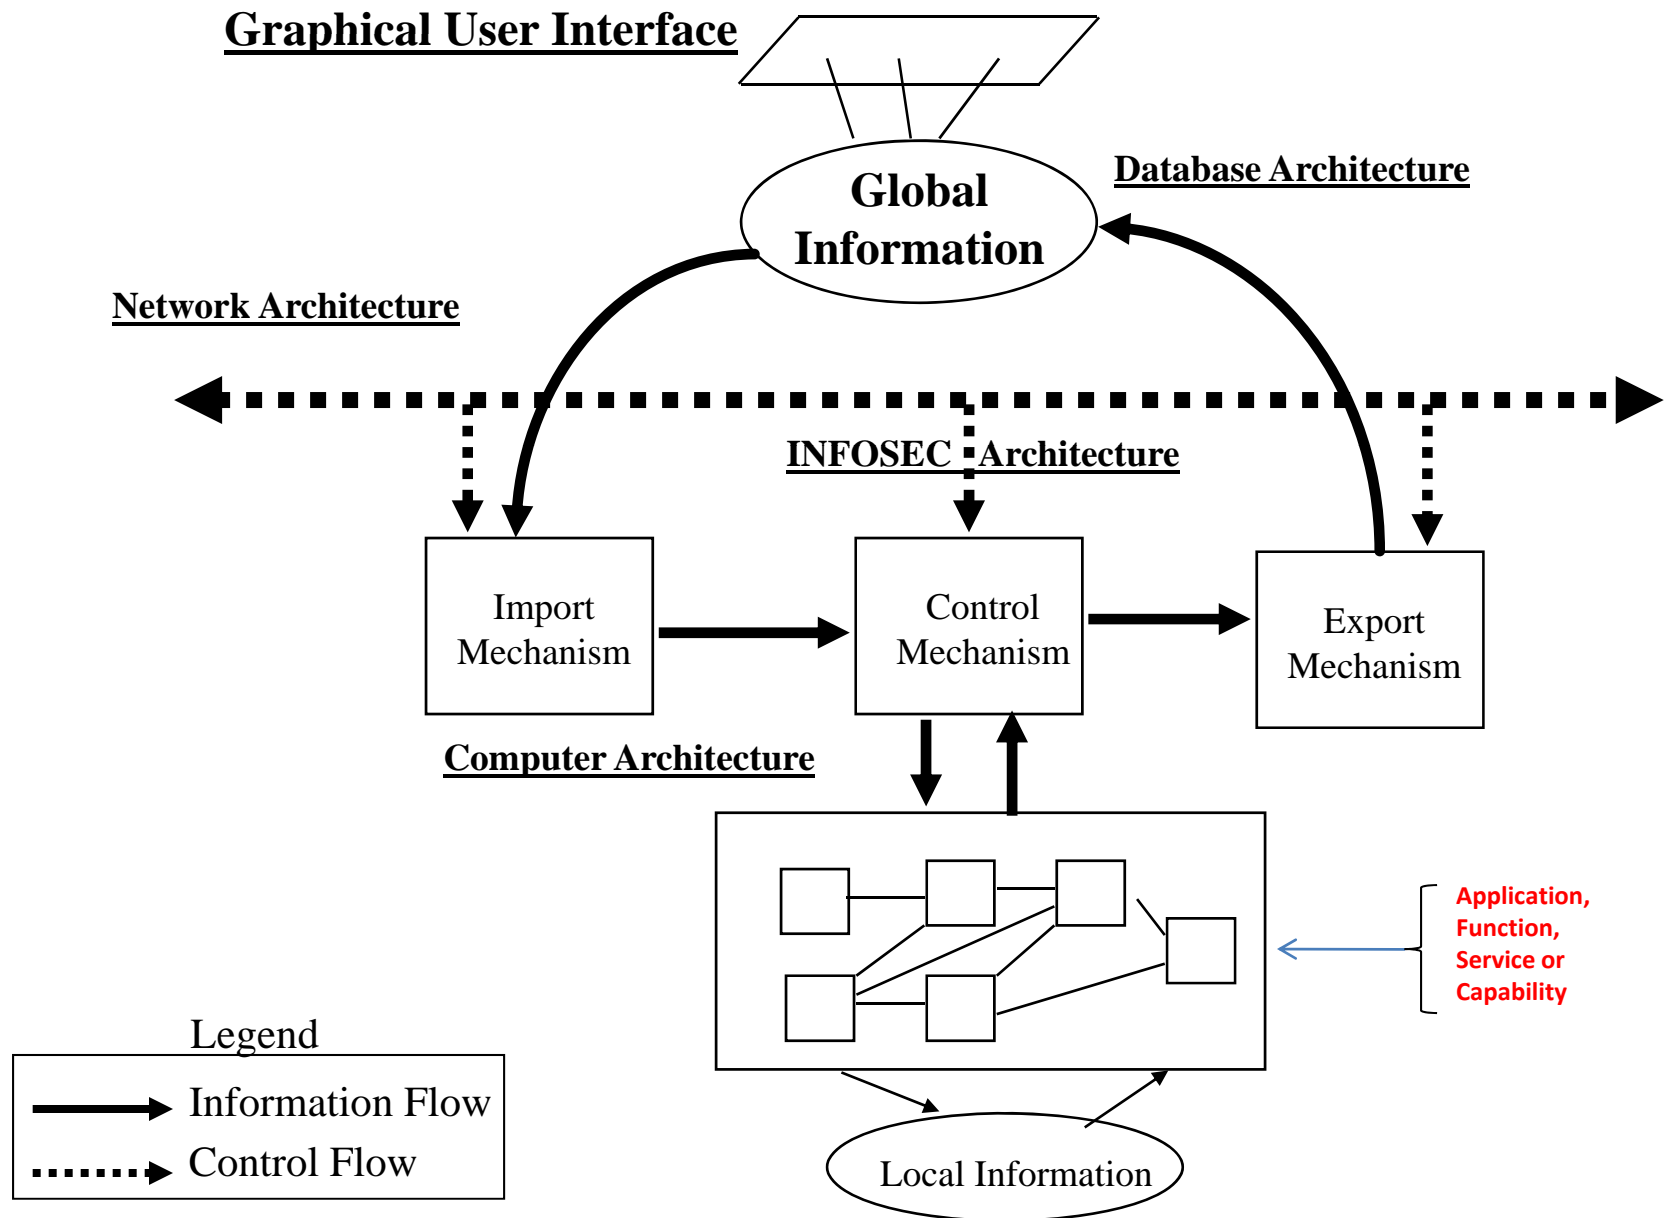 Graphical User Interface
Global
Information
Database Architecture
Network Architecture
INFOSEC Architecture
Import
Mechanism
Control
Mechanism
Export
Mechanism
Computer Architecture
Application,
Function,
Service or
Capability
Legend
Information Flow
Control Flow
Local Information